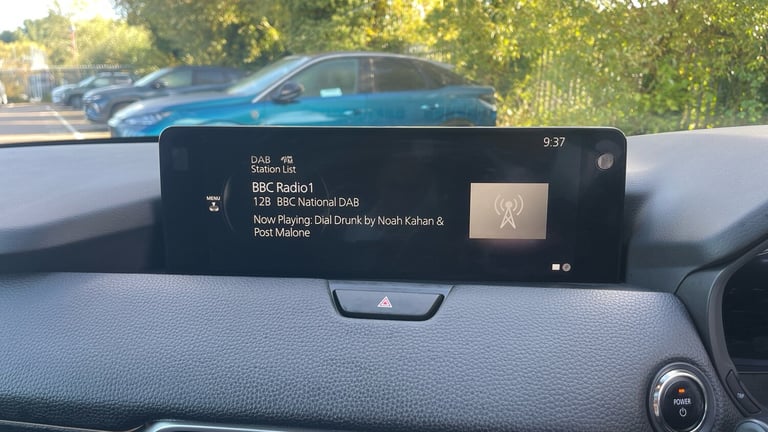 9:37
DAB
Station List
BBC Radio1
12B BBC National DAB
Now Playing: Dial Drunk by Noah Kahan &
Post Malone
MENU
POWER